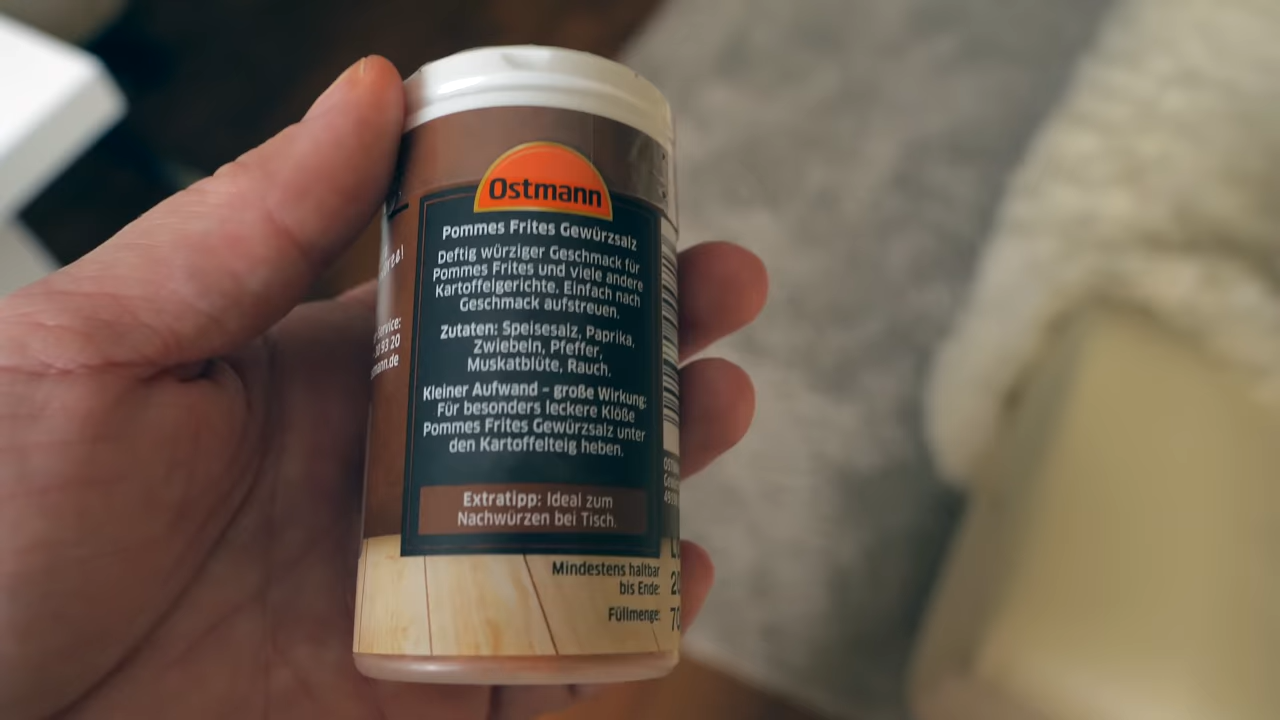 Ostmann
Pommes Frites Gewürzsalz
Deftig würziger Geschmack für
Pommes Frites und viele andere
Kartoffelgerichte. Einfach nach
Geschmack aufstreuen.
Zutaten: Speisesalz, Paprika,
Zwiebeln, Pfeffer,
Muskatblüte, Rauch.
Kleiner Aufwand – große Wirkung:
Für besonders leckere Klöße
Pommes Frites Gewürzsalz unter
den Kartoffelteig heben.
Extratipp: Ideal zum
Nachwürzen bei Tisch.
Mindestens haltbar
bis Ende:
Füllmenge: